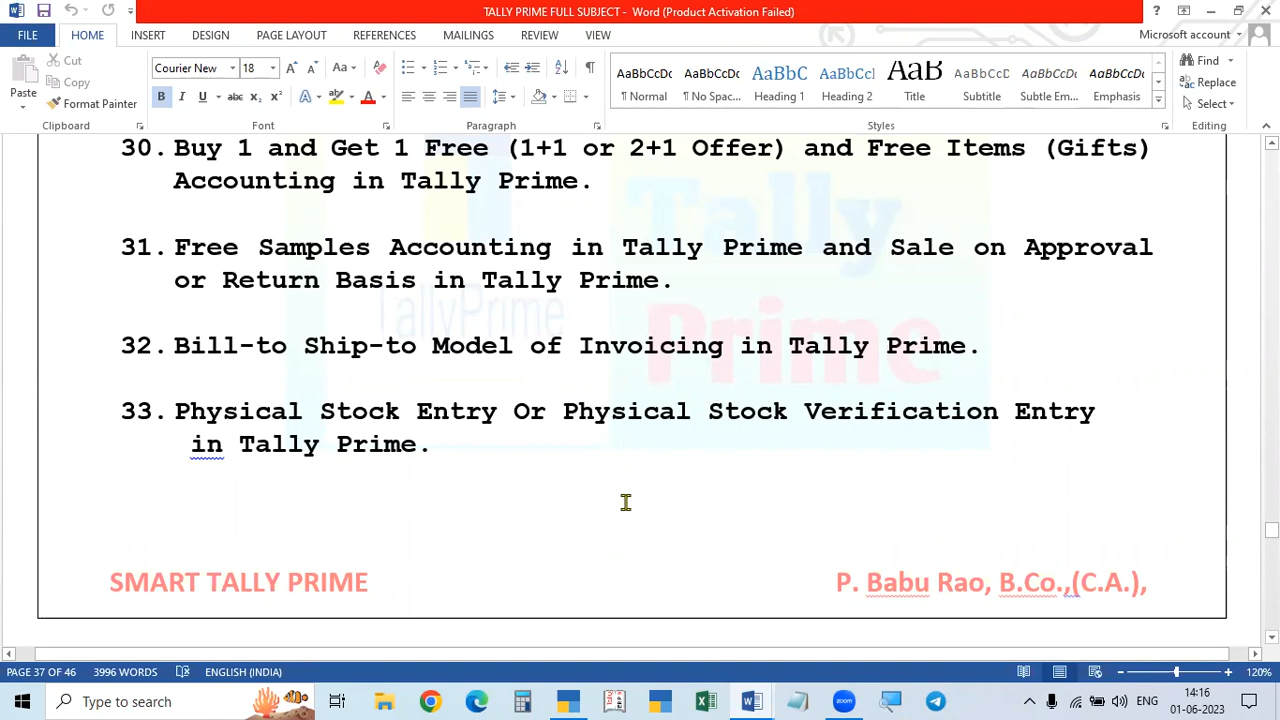 TALLY PRIME FULL SUBJECT - Word (Product Activation Failed)
FILE HOME INSERT DESIGN PAGE LAYOUT REFERENCES MAILINGS REVIEW VIEW Microsoft account
Cut
Copy
Format Painter
Paste
Clipboard
Courier New 18
Font
Paragraph
AaBbCcDc AaBbCcDc AaBbC AaBbCcl AaB AaBbCcD AaBbCcDc AaBbCcDc
¶ Normal ¶ No Spac... Heading 1 Heading 2 Title Subtitle Subtle Em... Emphasis
Styles
Find
Replace
Select
Editing
30. Buy 1 and Get 1 Free (1+1 or 2+1 Offer) and Free Items (Gifts)
Accounting in Tally Prime.
31. Free Samples Accounting in Tally Prime and Sale on Approval
or Return Basis in Tally Prime.
32. Bill-to Ship-to Model of Invoicing in Tally Prime.
33. Physical Stock Entry Or Physical Stock Verification Entry
in Tally Prime.
Tally
Prime
TallyPrime
SMART TALLY PRIME P. Babu Rao, B.Co.,(C.A.),
PAGE 37 OF 46 3996 WORDS ENGLISH (INDIA) 120%
Type here to search
zoom
ENG
14:16
01-06-2023